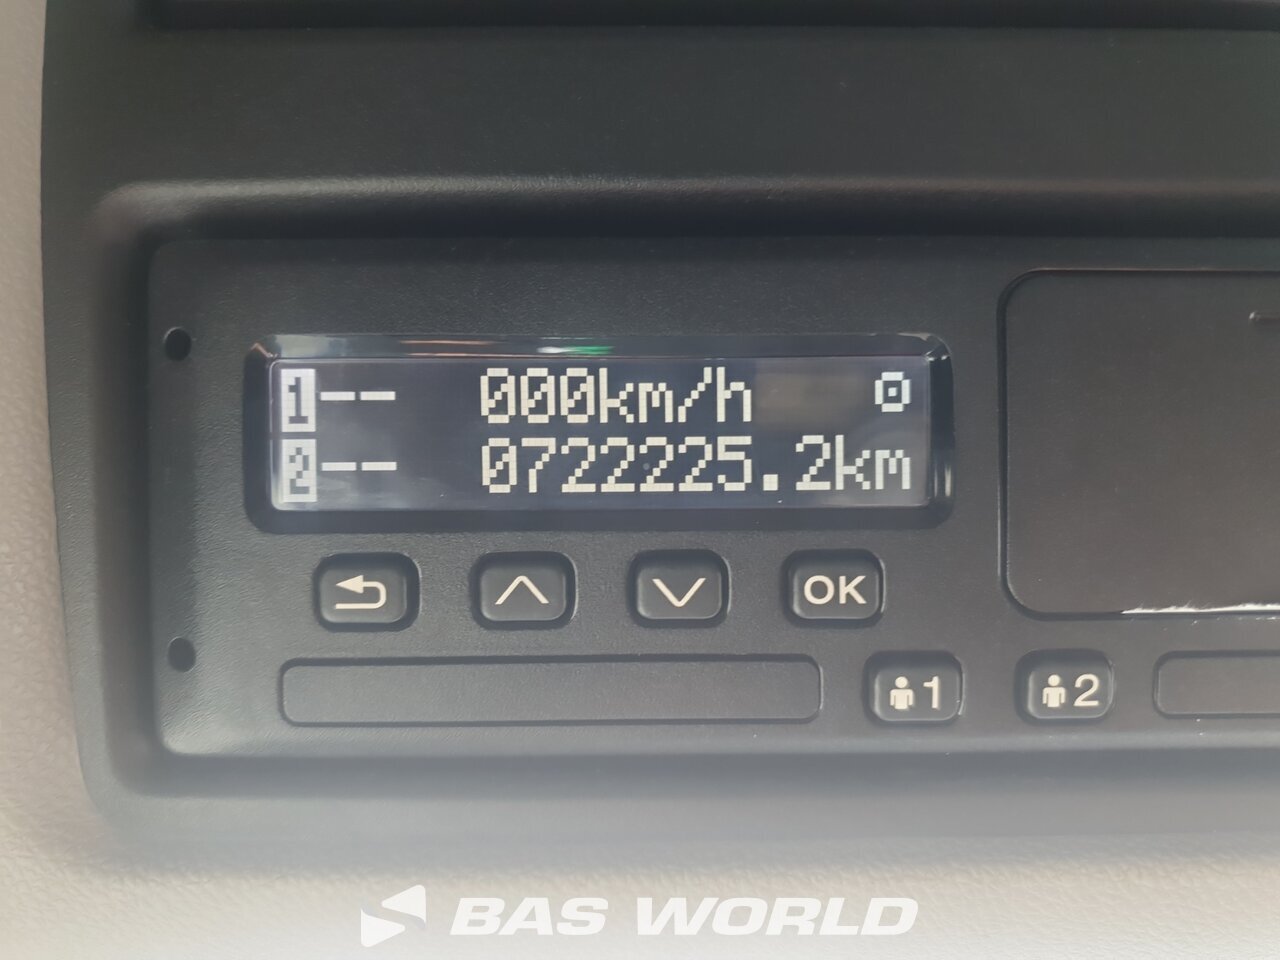 1-- 000km/h
2-- 0722225.2km
OK
1 2
BAS WORLD